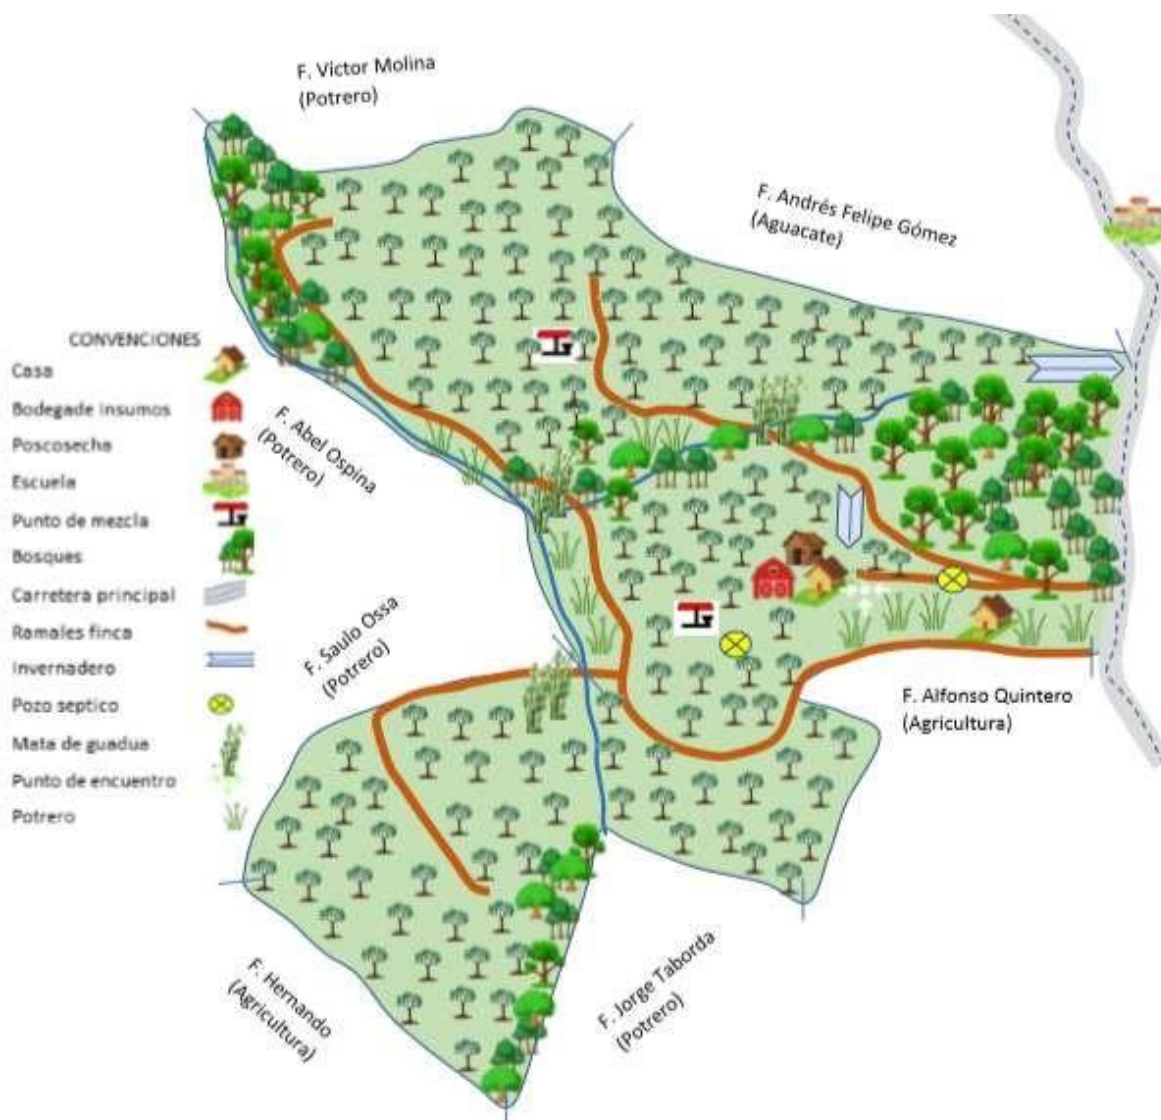 F. Victor Molina
(Potrero)
F. Andrés Felipe Gómez
(Aguacate)
CONVENCIONES
Casa
Bodegade insumos
Poscosecha
Escuela
Punto de mezcla
Bosques
Carretera principal
Ramales finca
Invernadero
Pozo septico
Mata de guadua
Punto de encuentro
Potrero
F. Abel Ospina
(Potrero)
F. Saulo Ossa
(Potrero)
F. Alfonso Quintero
(Agricultura)
F. Hernando
(Agricultura)
F. Jorge Taborda
(Potrero)